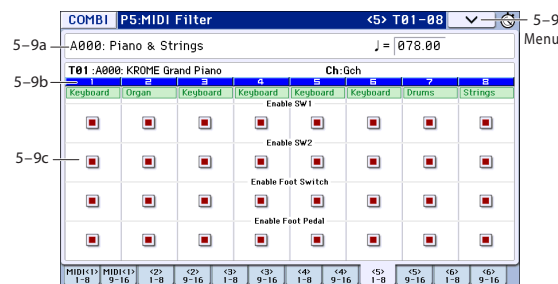 COMBI P5:MIDI Filter <5> T01-08 5-9
Menu
5-9a A000: Piano & Strings ♩= 078.00
T01 :A000: KROME Grand Piano Ch:Gch
5-9b 1 2 3 4 5 6 7 8
Keyboard Organ Keyboard Keyboard Keyboard Keyboard Drums Strings
Enable SW1
Enable SW2
5-9c
Enable Foot Switch
Enable Foot Pedal
MIDI<1> MIDI<1> <2> <2> <3> <3> <4> <4> <5> <5> <6> <6>
1-8 9-16 1-8 9-16 1-8 9-16 1-8 9-16 1-8 9-16 1-8 9-16